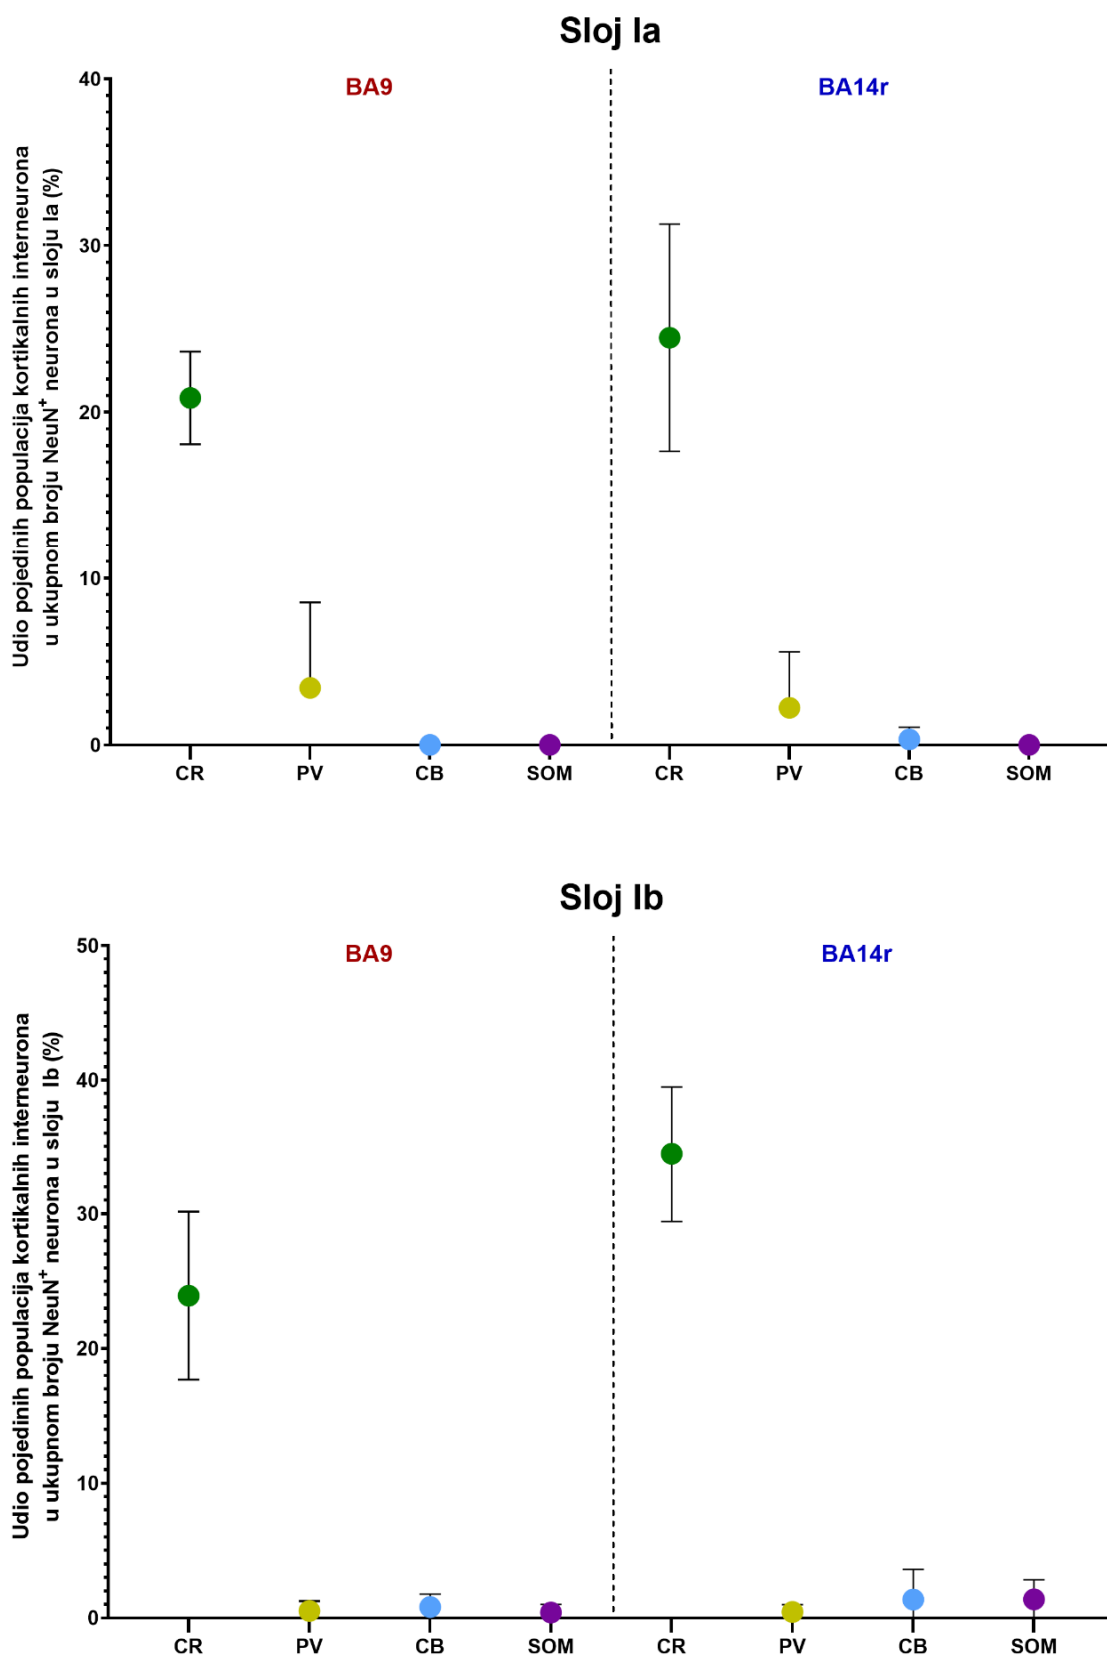 Sloj Ia
BA9
BA14r
Udio pojedinih populacija kortikalnih interneurona
u ukupnom broju NeuN⁺ neurona u sloju Ia (%)
40
30
20
10
0
CR PV CB SOM CR PV CB SOM
Sloj Ib
BA9
BA14r
Udio pojedinih populacija kortikalnih interneurona
u ukupnom broju NeuN⁺ neurona u sloju Ib (%)
50
40
30
20
10
0
CR PV CB SOM CR PV CB SOM